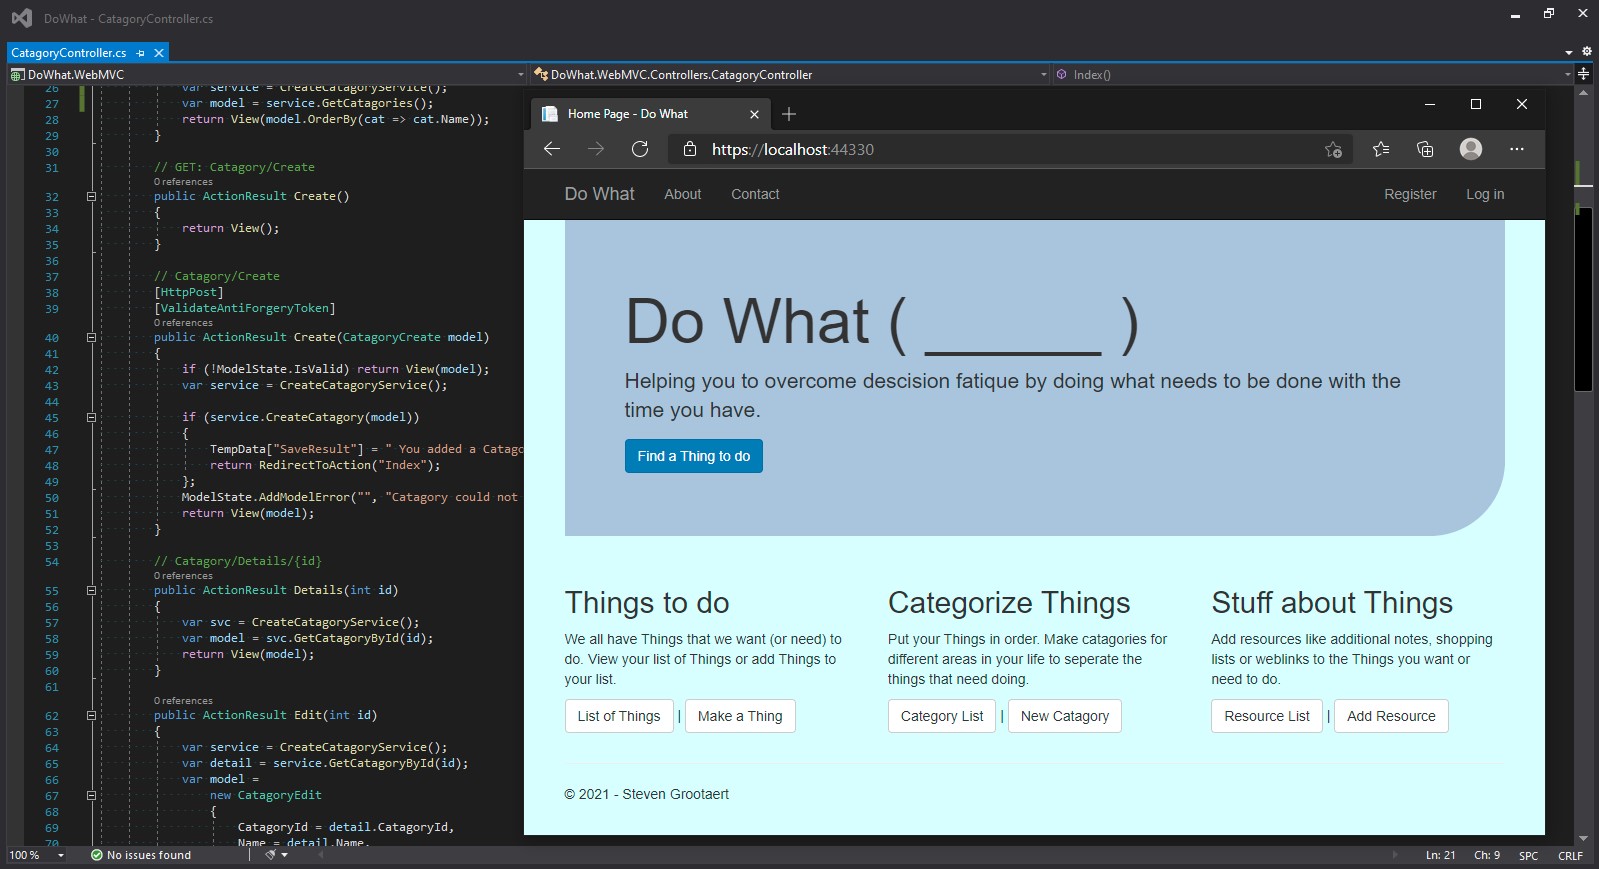 DoWhat - CatagoryController.cs
CatagoryController.cs
DoWhat.WebMVC
DoWhat.WebMVC.Controllers.CatagoryController
Index()
26 var service = CreateCatagoryService();
27 var model = service.GetCatagories();
28 return View(model.OrderBy(cat => cat.Name));
29 }
30
31 // GET: Catagory/Create
0 references
32 public ActionResult Create()
33 {
34 return View();
35 }
36
37 // Catagory/Create
38 [HttpPost]
39 [ValidateAntiForgeryToken]
0 references
40 public ActionResult Create(CatagoryCreate model)
41 {
42 if (!ModelState.IsValid) return View(model);
43 var service = CreateCatagoryService();
44
45 if (service.CreateCatagory(model))
46 {
47 TempData["SaveResult"] = " You added a Catago
48 return RedirectToAction("Index");
49 };
50 ModelState.AddModelError("", "Catagory could not
51 return View(model);
52 }
53
54 // Catagory/Details/{id}
0 references
55 public ActionResult Details(int id)
56 {
57 var svc = CreateCatagoryService();
58 var model = svc.GetCatagoryById(id);
59 return View(model);
60 }
61
0 references
62 public ActionResult Edit(int id)
63 {
64 var service = CreateCatagoryService();
65 var detail = service.GetCatagoryById(id);
66 var model =
67 new CatagoryEdit
68 {
69 CatagoryId = detail.CatagoryId,
70 Name = detail.Name,
100 %
No issues found
Ln: 21 Ch: 9 SPC CRLF
Home Page - Do What
https://localhost:44330
Do What About Contact Register Log in
Do What ( ______ )
Helping you to overcome descision fatique by doing what needs to be done with the
time you have.
Find a Thing to do
Things to do
We all have Things that we want (or need) to
do. View your list of Things or add Things to
your list.
List of Things | Make a Thing
Categorize Things
Put your Things in order. Make catagories for
different areas in your life to seperate the
things that need doing.
Category List | New Catagory
Stuff about Things
Add resources like additional notes, shopping
lists or weblinks to the Things you want or
need to do.
Resource List | Add Resource
© 2021 - Steven Grootaert